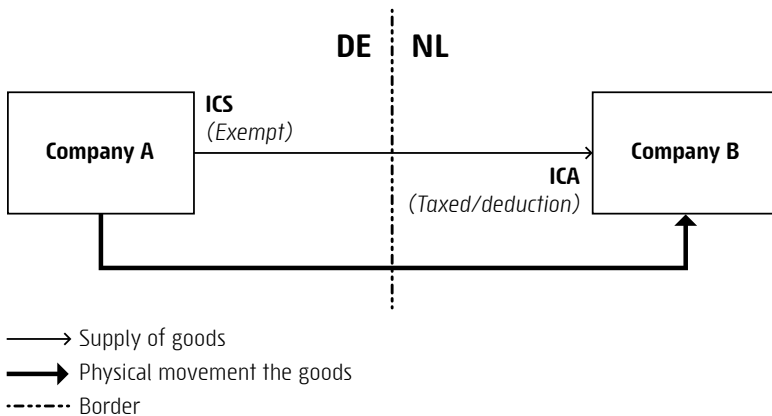 DE
NL
ICS
(Exempt)
Company A
Company B
ICA
(Taxed/deduction)
Supply of goods
Physical movement the goods
Border